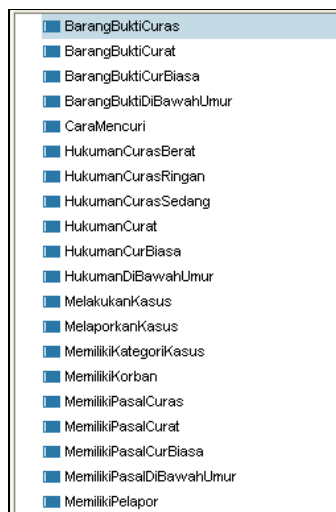 BarangBuktiCuras
BarangBuktiCurat
BarangBuktiCurBiasa
BarangBuktiDiBawahUmur
CaraMencuri
HukumanCurasBerat
HukumanCurasRingan
HukumanCurasSedang
HukumanCurat
HukumanCurBiasa
HukumanDiBawahUmur
MelakukanKasus
MelaporkanKasus
MemilikiKategoriKasus
MemilikiKorban
MemilikiPasalCuras
MemilikiPasalCurat
MemilikiPasalCurBiasa
MemilikiPasalDiBawahUmur
MemilikiPelapor